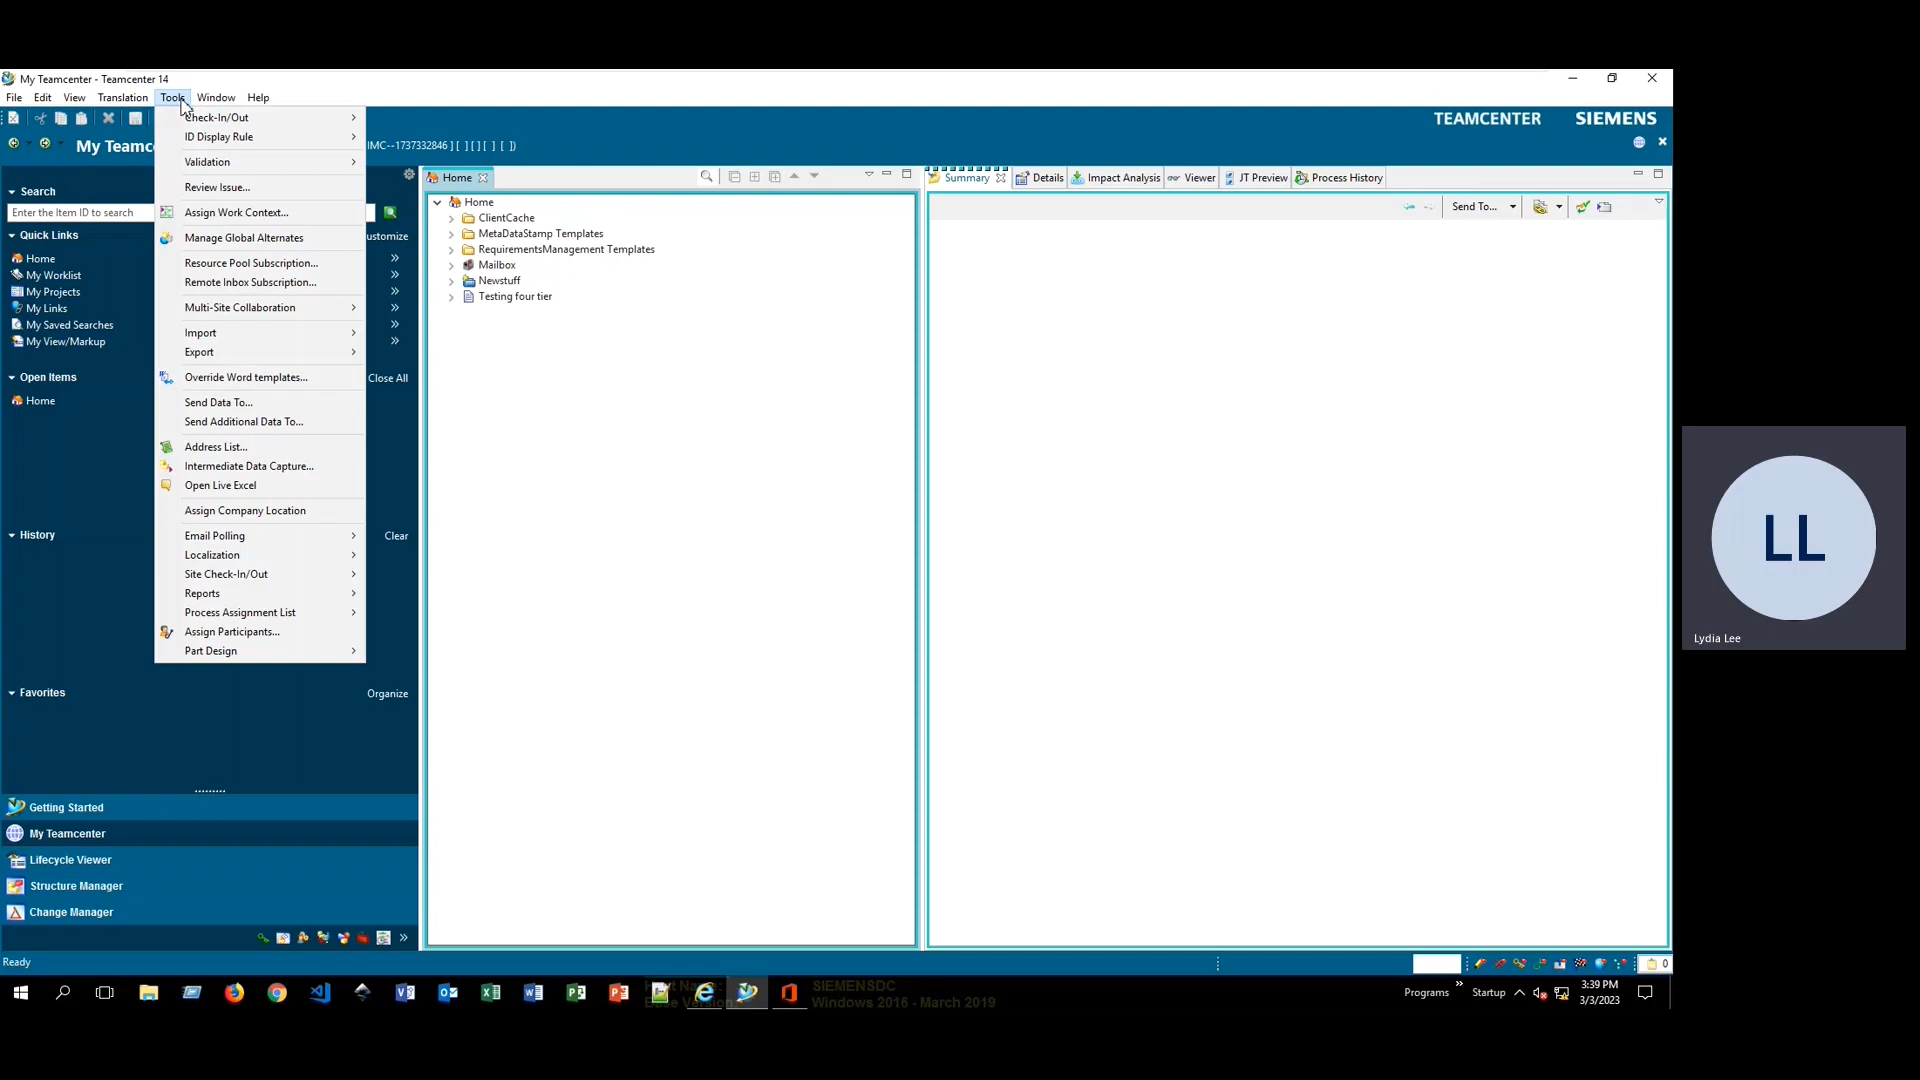 My Teamcenter - Teamcenter 14
File Edit View Translation Tools Window Help
TEAMCENTER SIEMENS
My Teamc
IMC--1737332846 ] [ ] [ ] [ ] [ ])
Search
Enter the Item ID to search
Quick Links
ustomize
Home
My Worklist
My Projects
My Links
My Saved Searches
My View/Markup
Open Items
Close All
Home
History
Clear
Favorites
Organize
Getting Started
My Teamcenter
Lifecycle Viewer
Structure Manager
Change Manager
Ready
Check-In/Out
ID Display Rule
Validation
Review Issue...
Assign Work Context...
Manage Global Alternates
Resource Pool Subscription...
Remote Inbox Subscription...
Multi-Site Collaboration
Import
Export
Override Word templates...
Send Data To...
Send Additional Data To...
Address List...
Intermediate Data Capture...
Open Live Excel
Assign Company Location
Email Polling
Localization
Site Check-In/Out
Reports
Process Assignment List
Assign Participants...
Part Design
Home
Home
ClientCache
MetaDataStamp Templates
RequirementsManagement Templates
Mailbox
Newstuff
Testing four tier
Summary Details Impact Analysis Viewer JT Preview Process History
Send To...
0
SIEMENSDC
Windows 2016 - March 2019
Programs
Startup
3:39 PM
3/3/2023
LL
Lydia Lee